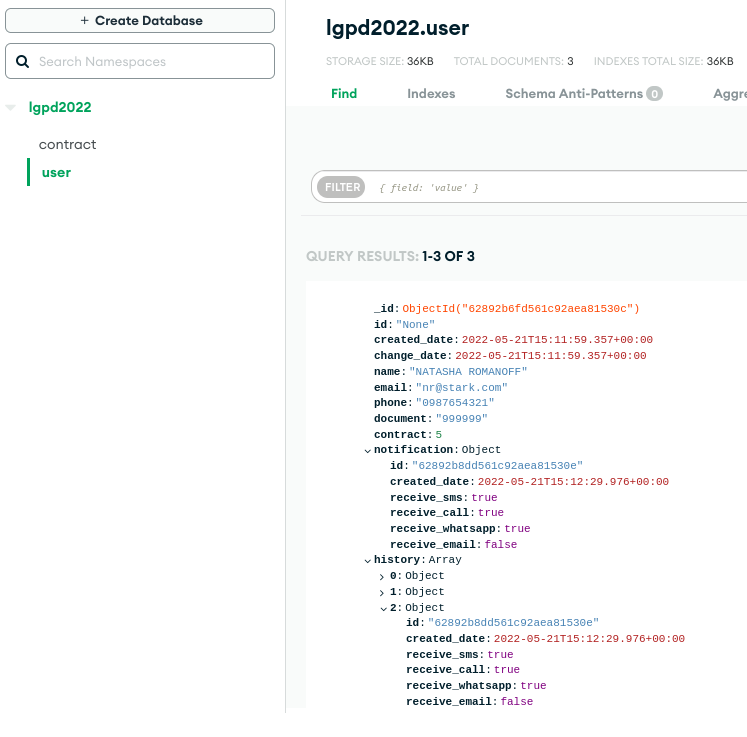 + Create Database
Search Namespaces
lgpd2022
contract
user
lgpd2022.user
STORAGE SIZE: 36KB TOTAL DOCUMENTS: 3 INDEXES TOTAL SIZE: 36KB
Find Indexes Schema Anti-Patterns 0 Aggre
FILTER { field: 'value' }
QUERY RESULTS: 1-3 OF 3
_id: ObjectId("62892b6fd561c92aea81530c")
id: "None"
created_date: 2022-05-21T15:11:59.357+00:00
change_date: 2022-05-21T15:11:59.357+00:00
name: "NATASHA ROMANOFF"
email: "nr@stark.com"
phone: "0987654321"
document: "999999"
contract: 5
notification: Object
id: "62892b8dd561c92aea81530e"
created_date: 2022-05-21T15:12:29.976+00:00
receive_sms: true
receive_call: true
receive_whatsapp: true
receive_email: false
history: Array
0: Object
1: Object
2: Object
id: "62892b8dd561c92aea81530e"
created_date: 2022-05-21T15:12:29.976+00:00
receive_sms: true
receive_call: true
receive_whatsapp: true
receive_email: false